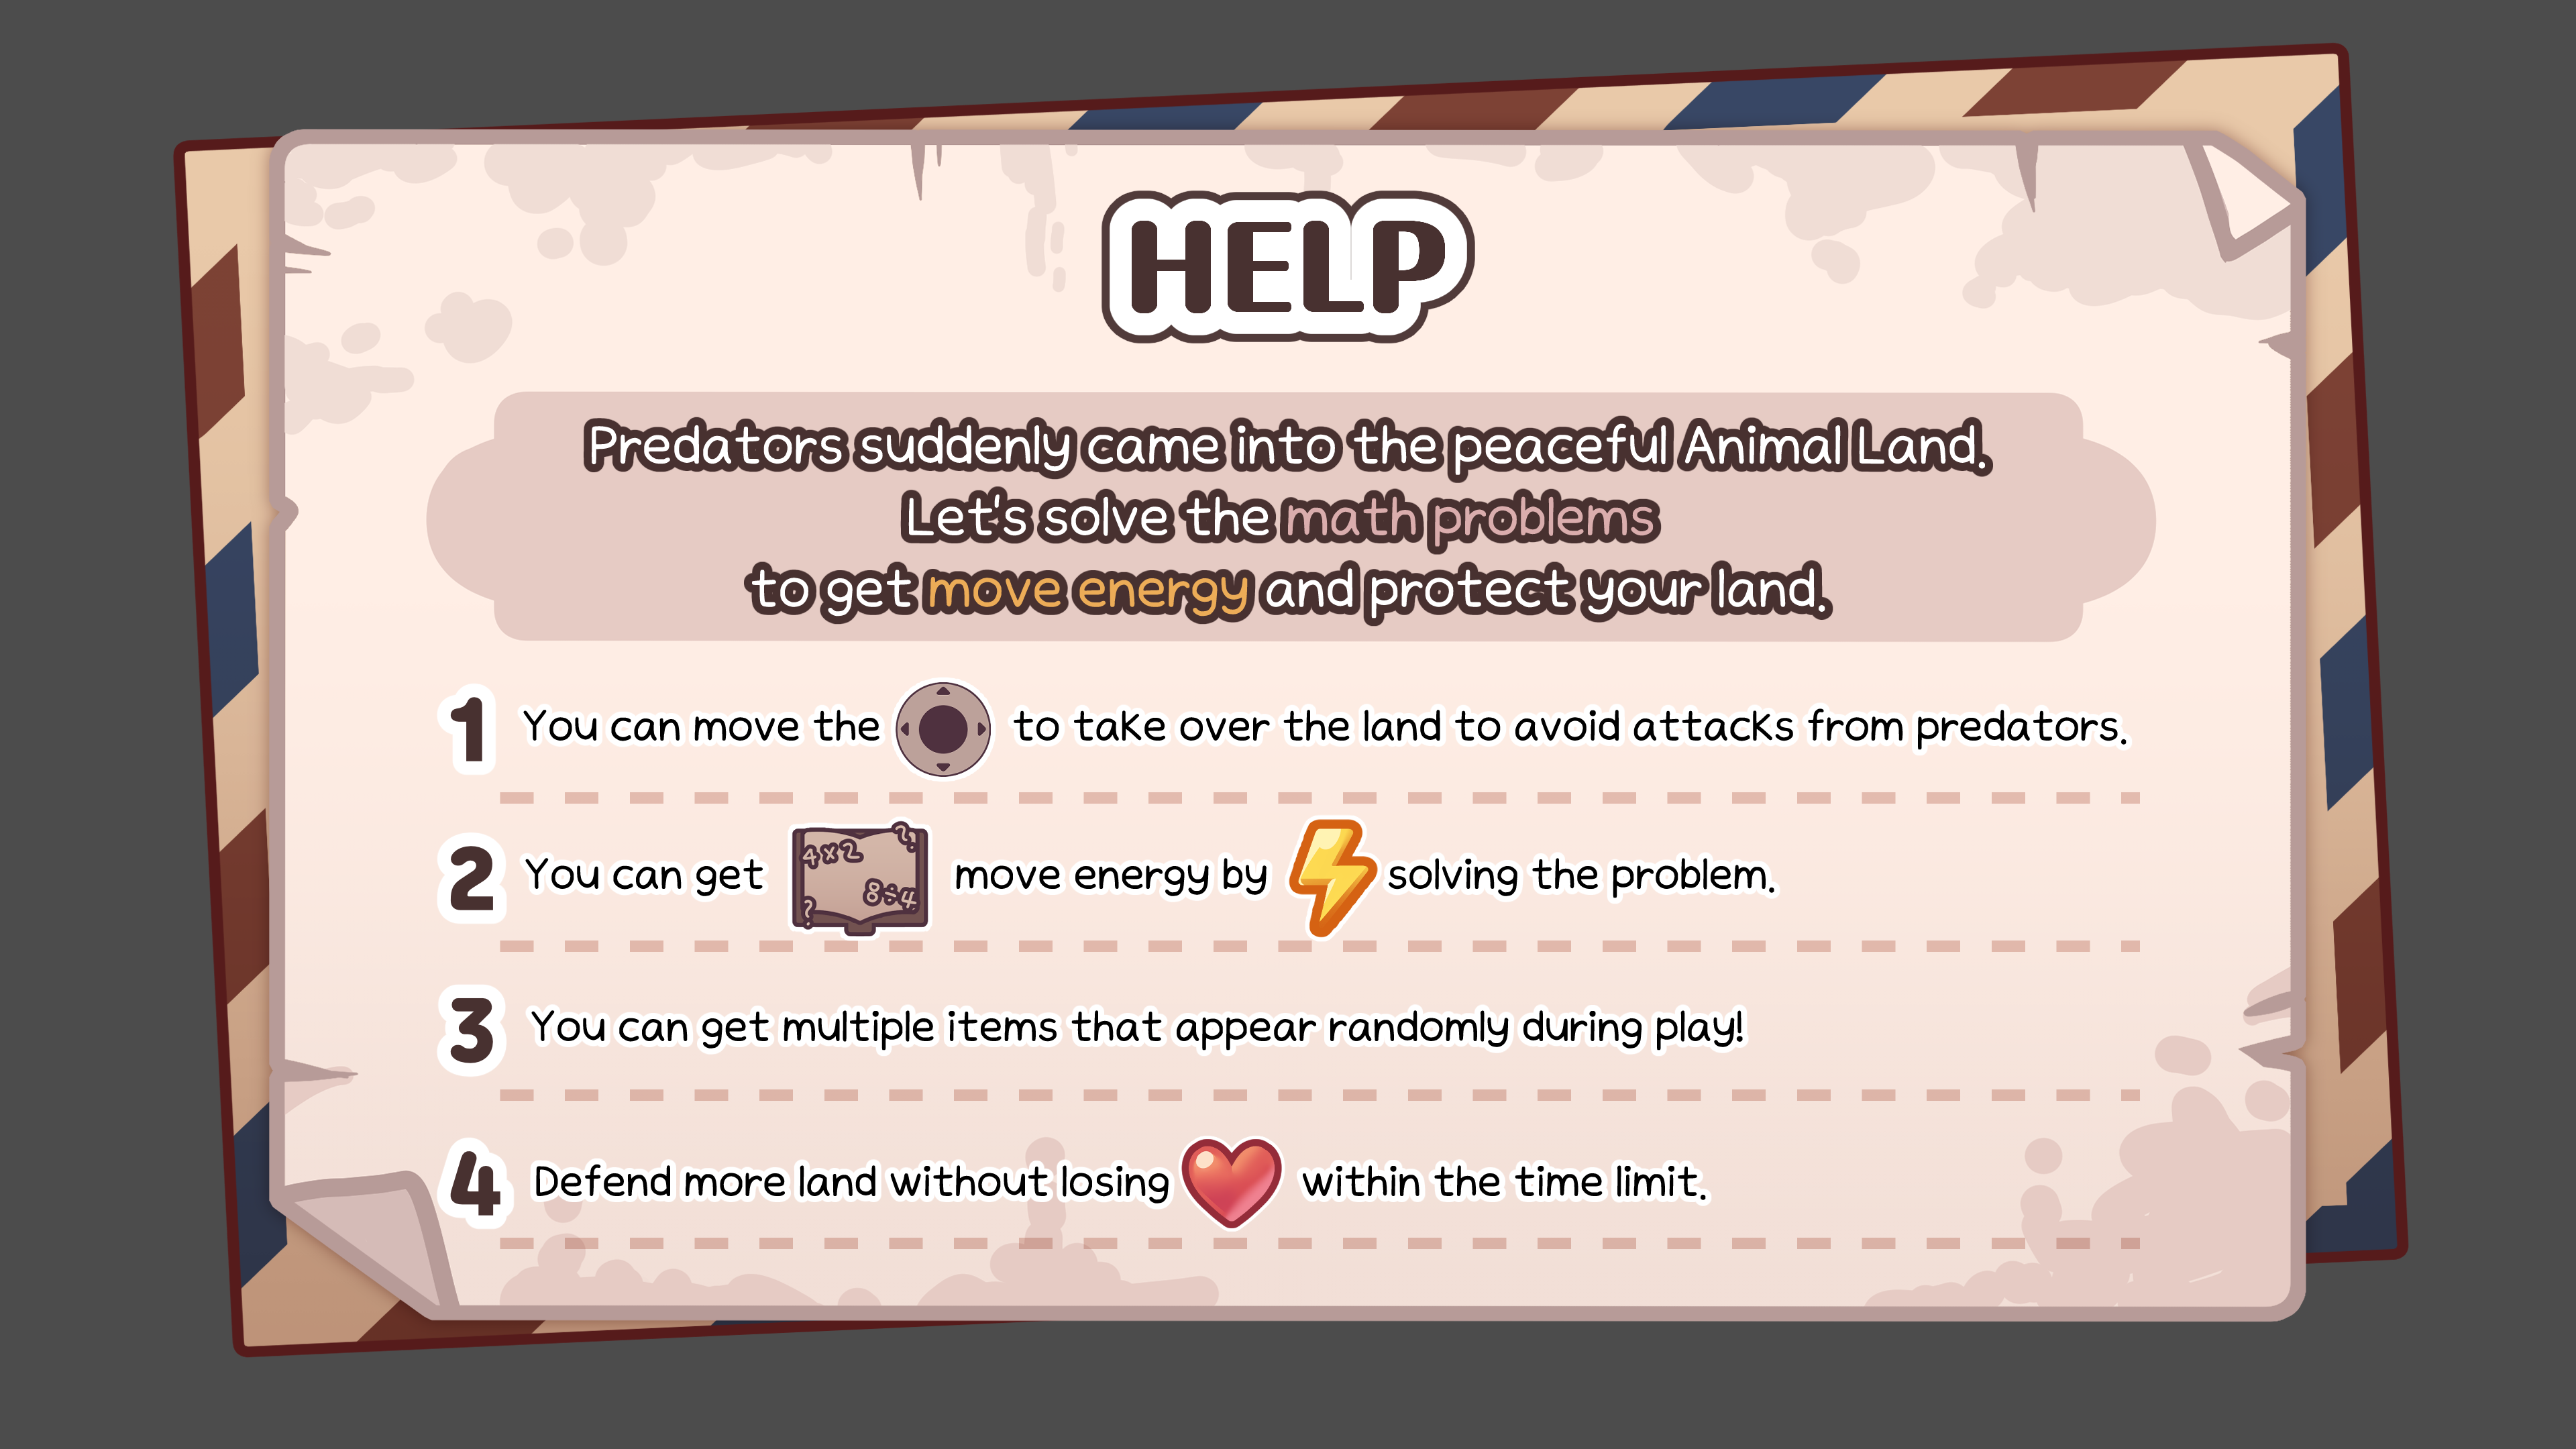 HELP
Predators suddenly came into the peaceful Animal Land.
Let's solve the math problems
to get move energy and protect your land.
1 You can move the to take over the land to avoid attacks from predators.
2 You can get 4×2 ? 8÷4 ? move energy by solving the problem.
3 You can get multiple items that appear randomly during play!
4 Defend more land without losing within the time limit.